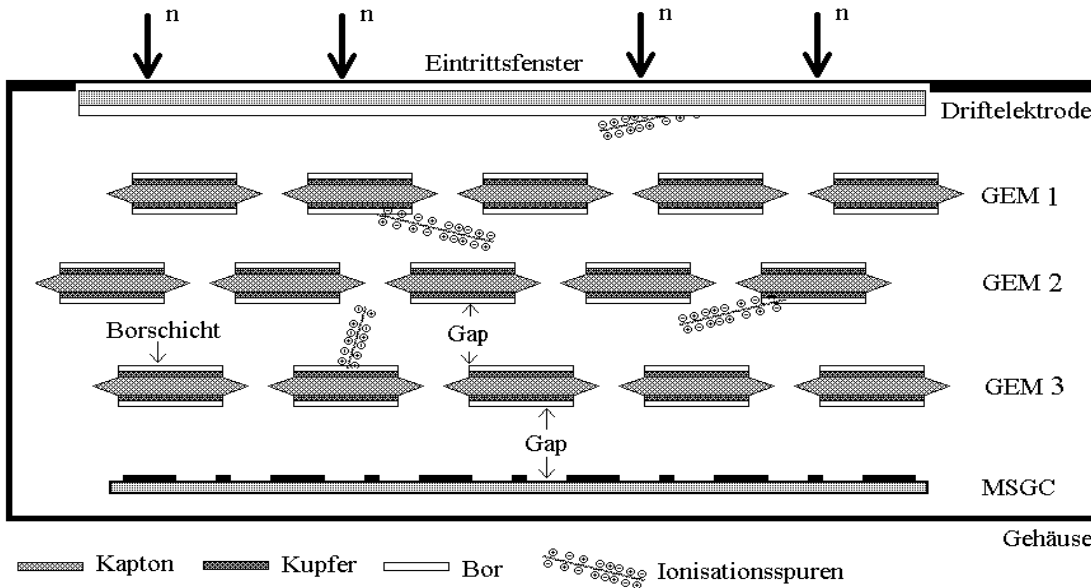 n n n n
Eintrittsfenster
Driftelektrode
GEM 1
GEM 2
Borschicht
Gap
GEM 3
Gap
MSGC
Gehäuse
Kapton Kupfer Bor Ionisationsspuren